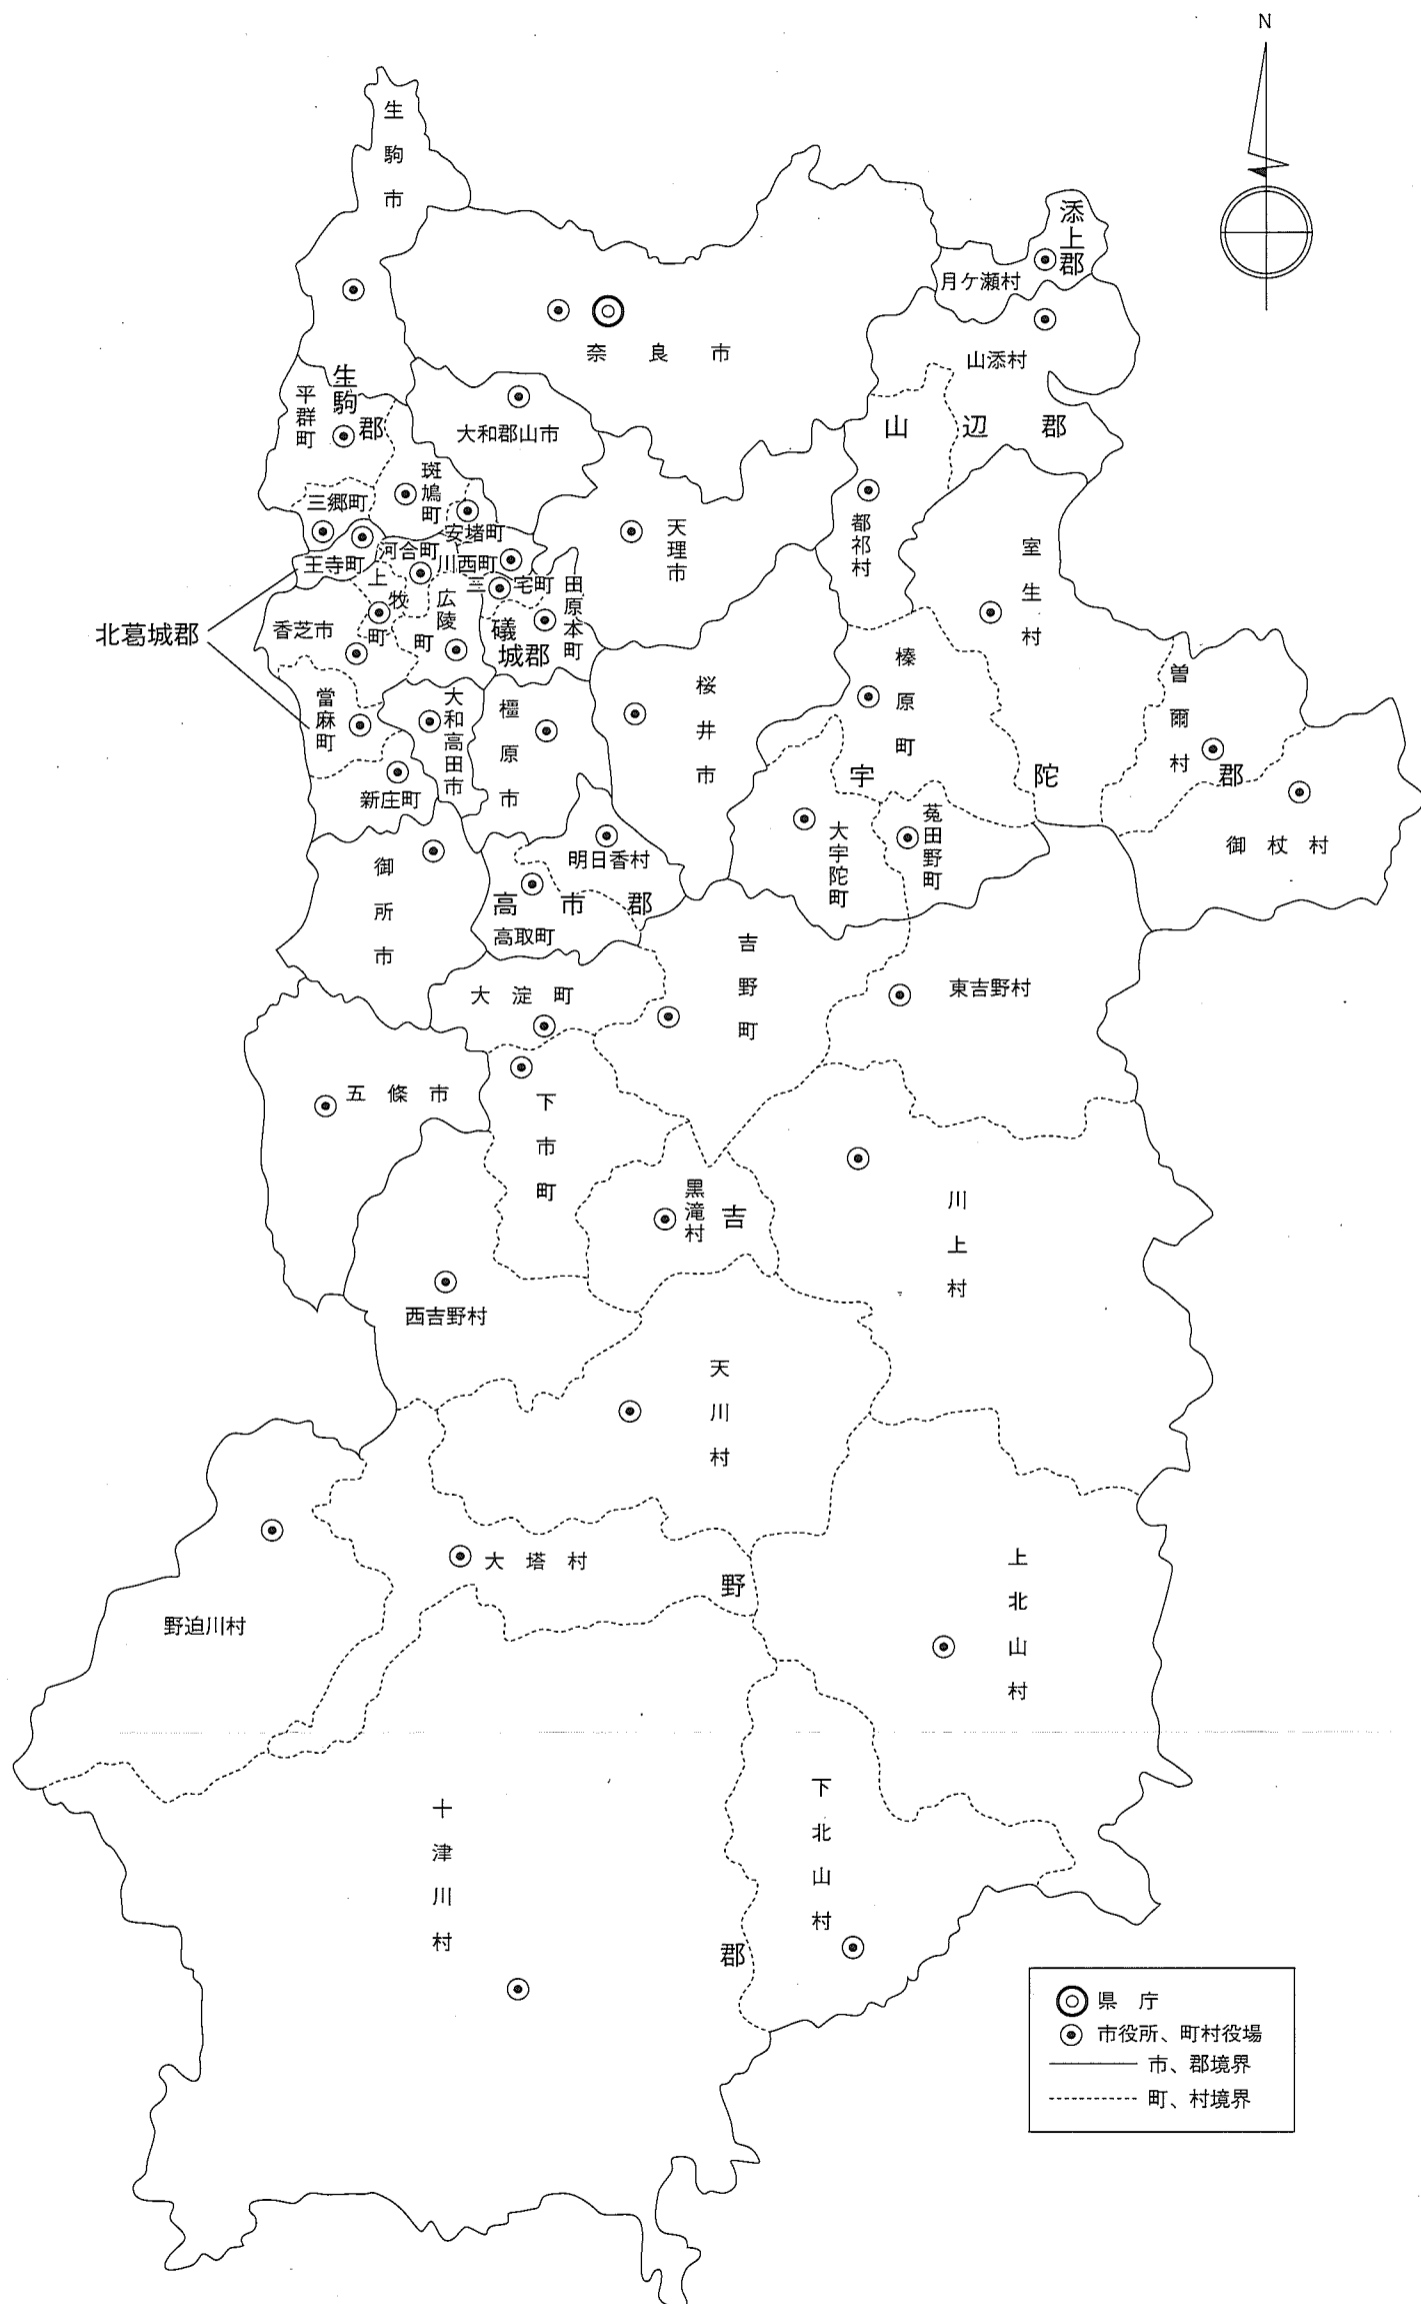 N
生駒市
添上郡
月ケ瀬村
山添村
奈良市
生駒郡
平群町
大和郡山市
山辺郡
斑鳩町
三郷町
安堵町
都祁村
天理市
室生村
王寺町
河合町
川西町
三宅町
田原本町
上牧町
広陵町
磯城郡
北葛城郡
香芝市
榛原町
曽爾村
桜井市
當麻町
大和高田市
橿原市
新庄町
宇陀郡
大宇陀町
菟田野町
御杖村
御所市
明日香村
高市郡
高取町
吉野町
東吉野村
大淀町
五條市
下市町
黒滝村
吉野郡
川上村
西吉野村
天川村
大塔村
野迫川村
上北山村
下北山村
十津川村
県庁
市役所、町村役場
市、郡境界
町、村境界